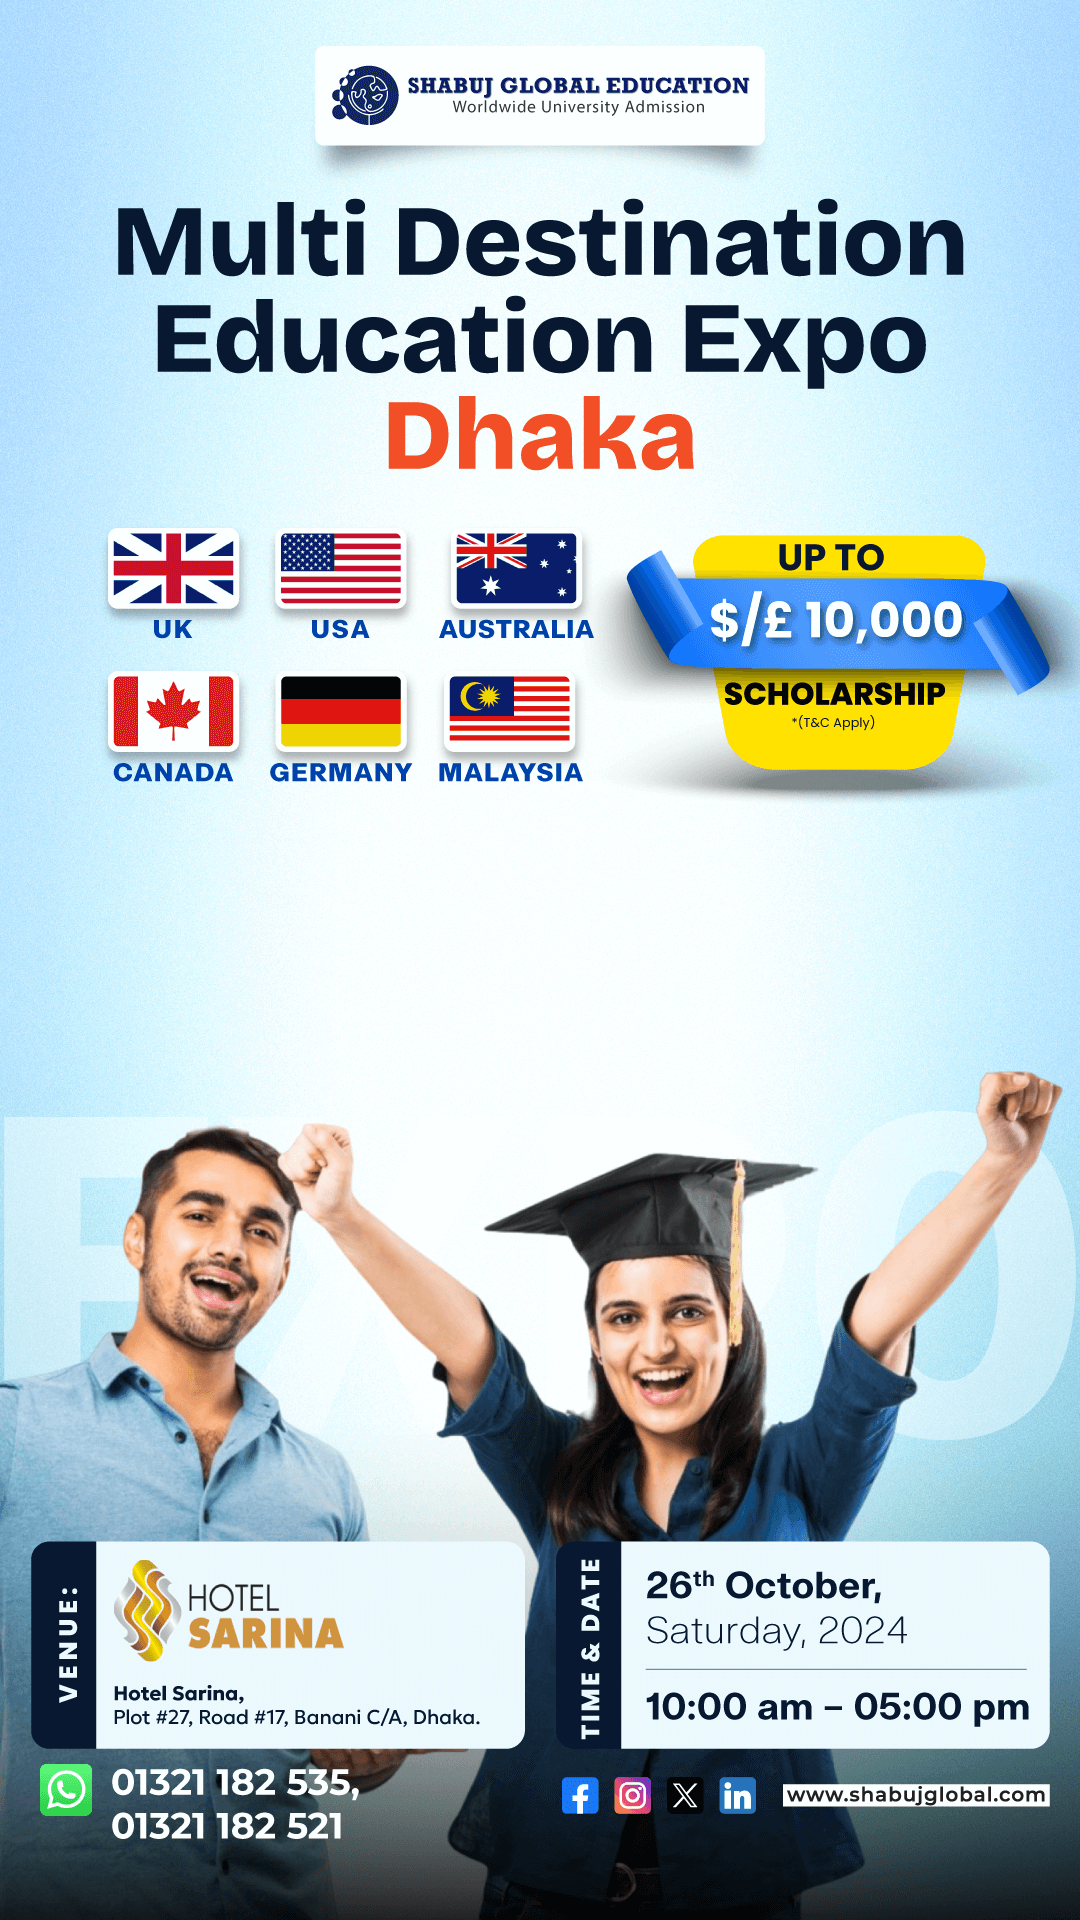 SHABUJ GLOBAL EDUCATION
Worldwide University Admission
Multi Destination
Education Expo
Dhaka
UK
USA
AUSTRALIA
CANADA
GERMANY
MALAYSIA
UP TO
$/£ 10,000
SCHOLARSHIP
*(T&C Apply)
EXPO
VENUE:
HOTEL
SARINA
Hotel Sarina,
Plot #27, Road #17, Banani C/A, Dhaka.
TIME & DATE
26th October,
Saturday, 2024
10:00 am – 05:00 pm
01321 182 535,
01321 182 521
www.shabujglobal.com